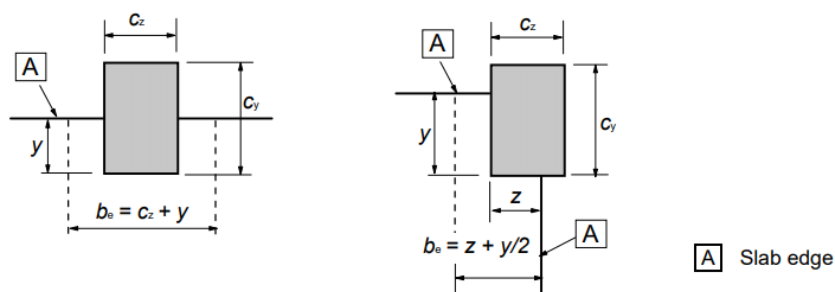 cz
A
cy
y
be = cz + y
cz
A
cy
y
z
be = z + y/2
A
A Slab edge